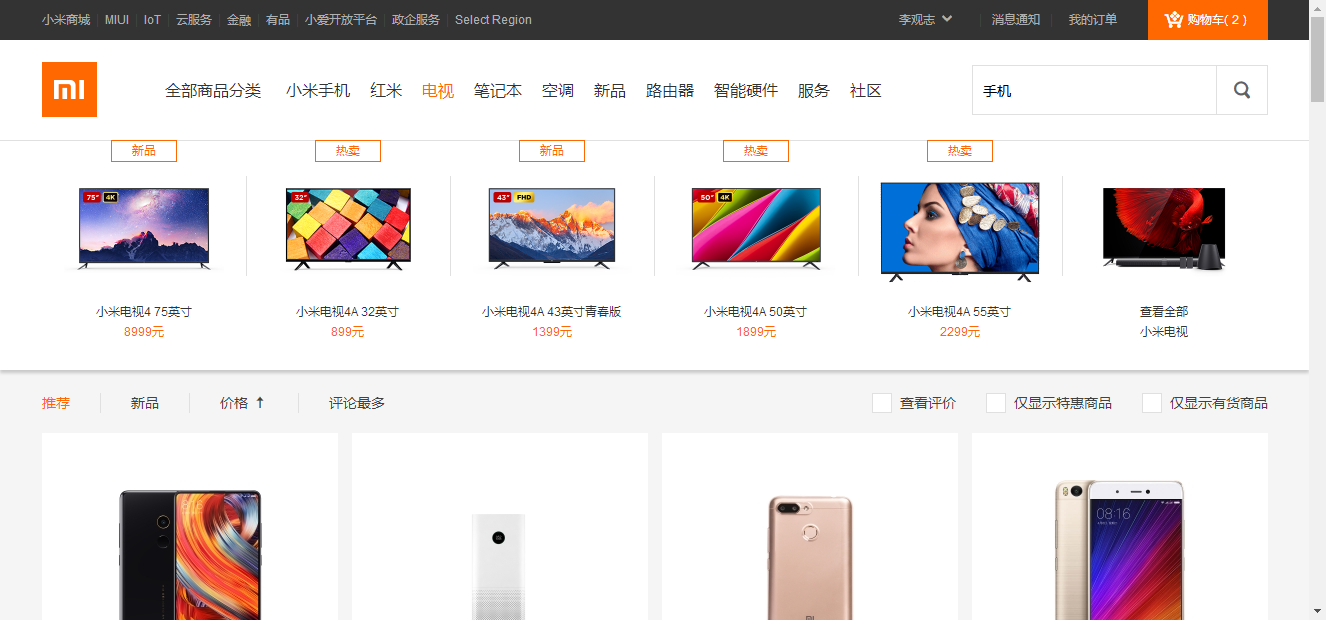 小米商城 MIUI IoT 云服务 金融 有品 小爱开放平台 政企服务 Select Region 李观志 消息通知 我的订单 购物车( 2 )
mi 全部商品分类 小米手机 红米 电视 笔记本 空调 新品 路由器 智能硬件 服务 社区 手机
新品 热卖 新品 热卖 热卖
75" 4K 32" 43" FHD 50" 4K
小米电视4 75英寸 小米电视4A 32英寸 小米电视4A 43英寸青春版 小米电视4A 50英寸 小米电视4A 55英寸 查看全部
8999元 899元 1399元 1899元 2299元 小米电视
推荐 新品 价格 ↑ 评论最多 查看评价 仅显示特惠商品 仅显示有货商品
08:16